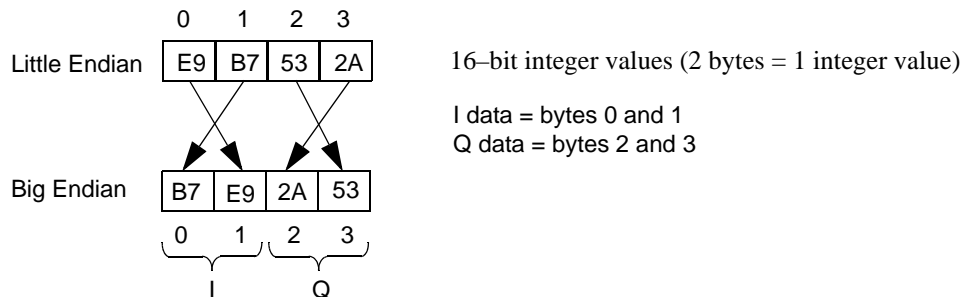 0 1 2 3
Little Endian E9 B7 53 2A
16–bit integer values (2 bytes = 1 integer value)
I data = bytes 0 and 1
Q data = bytes 2 and 3
Big Endian B7 E9 2A 53
0 1 2 3
I Q